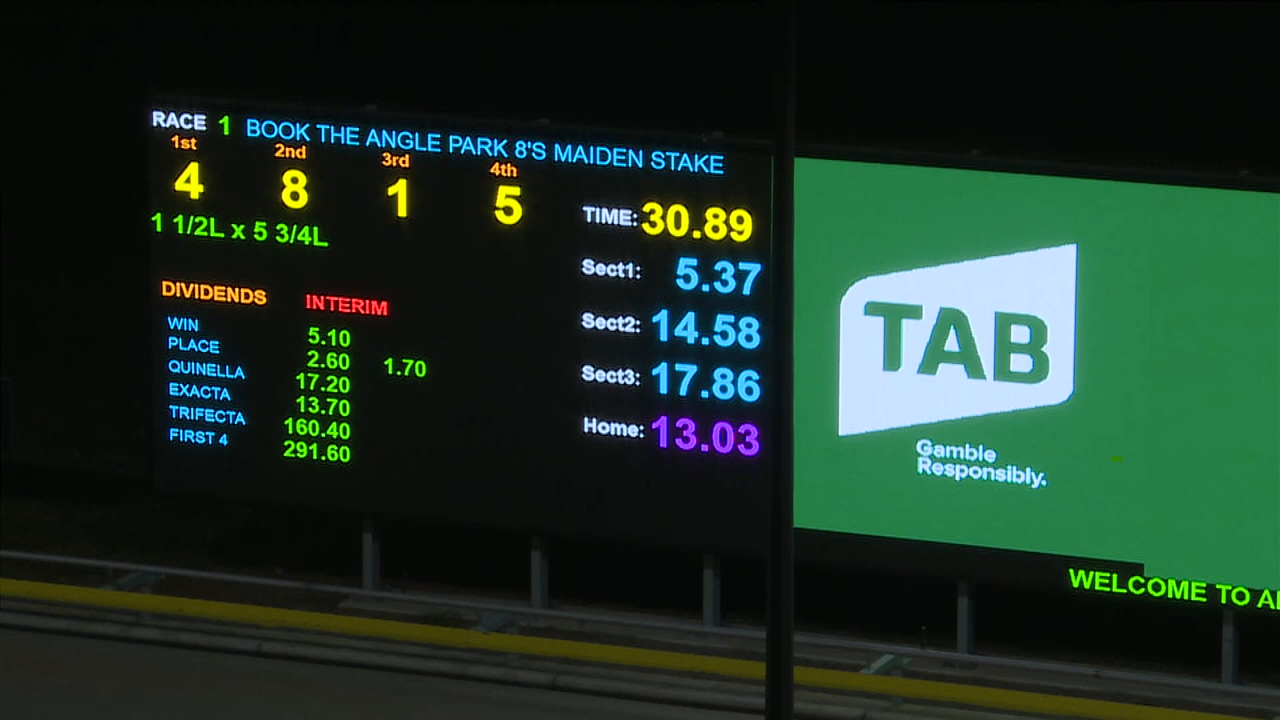 RACE 1 BOOK THE ANGLE PARK 8'S MAIDEN STAKE
1st 2nd 3rd 4th
4 8 1 5
1 1/2L x 5 3/4L
TIME: 30.89
Sect1: 5.37
Sect2: 14.58
Sect3: 17.86
Home: 13.03
DIVIDENDS INTERIM
WIN 5.10
PLACE 2.60 1.70
QUINELLA 17.20
EXACTA 13.70
TRIFECTA 160.40
FIRST 4 291.60
TAB
Gamble
Responsibly.
WELCOME TO